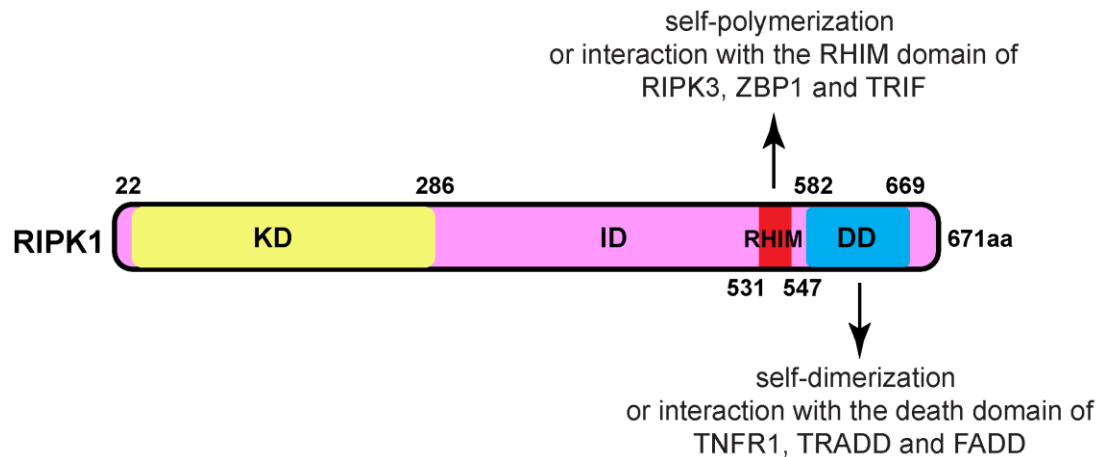 self-polymerization
or interaction with the RHIM domain of
RIPK3, ZBP1 and TRIF
22 286 582 669
RIPK1 KD ID RHIM DD 671aa
531 547
self-dimerization
or interaction with the death domain of
TNFR1, TRADD and FADD